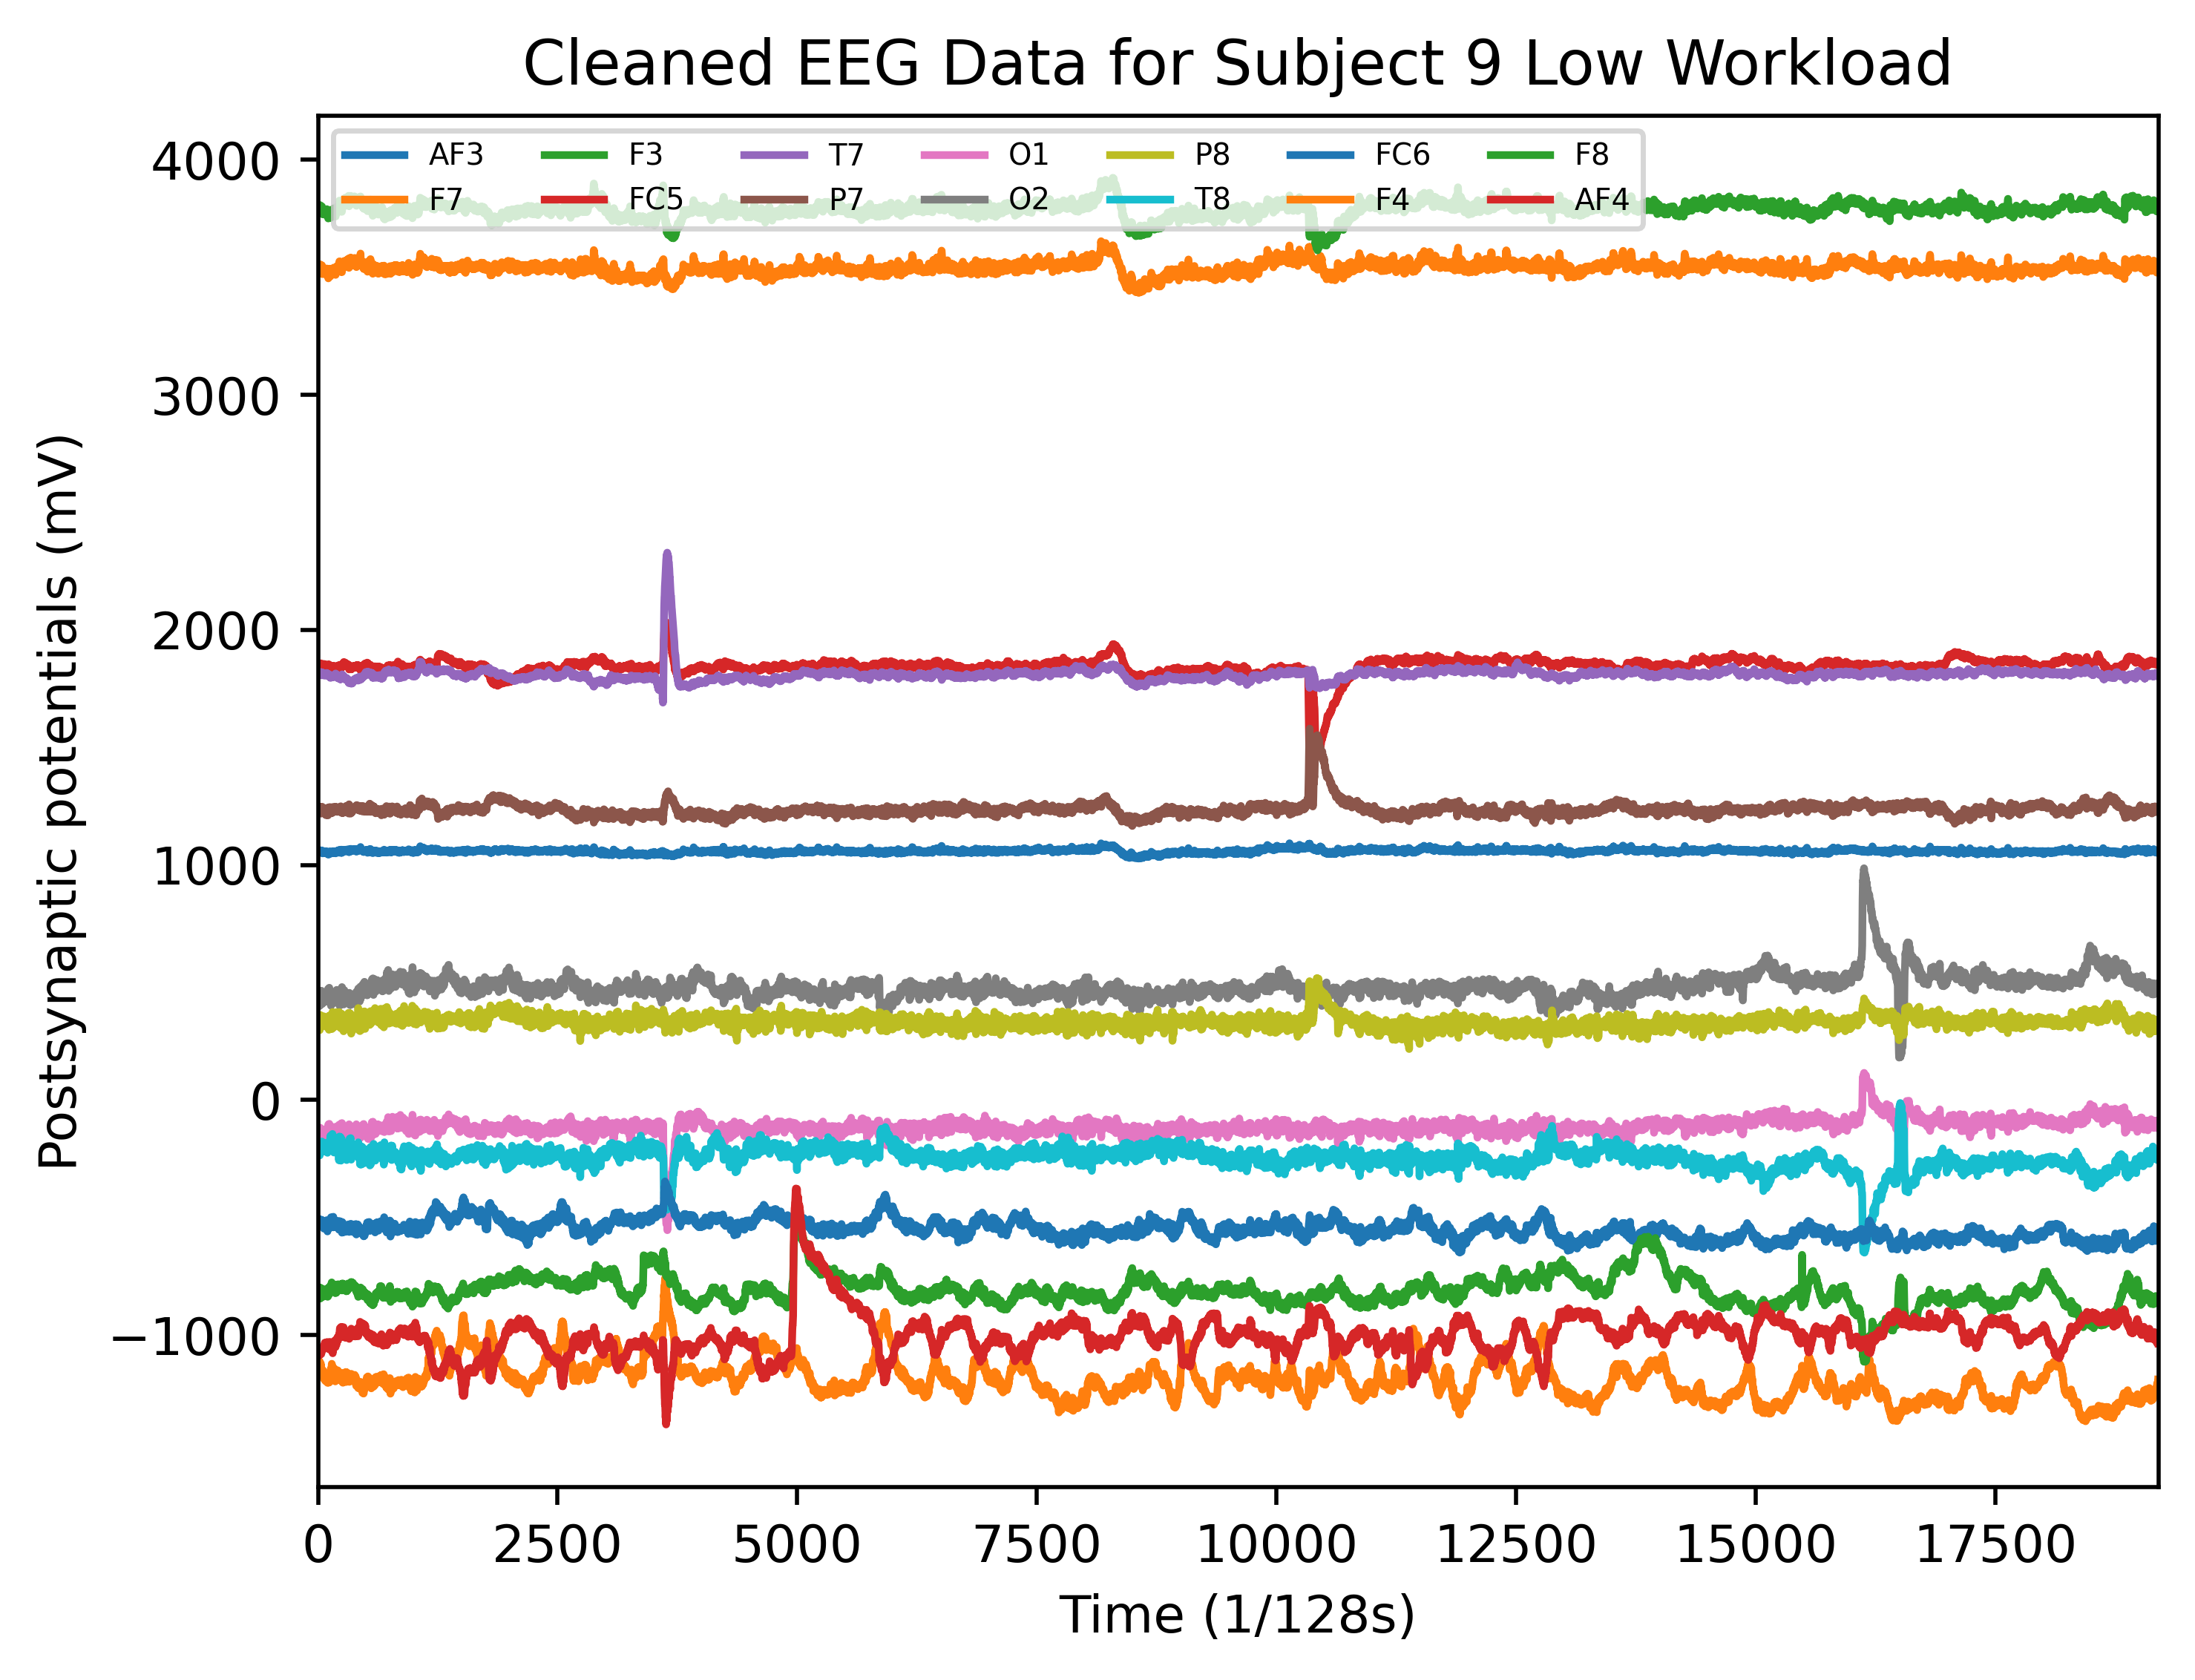 Cleaned EEG Data for Subject 9 Low Workload
AF3 F3 T7 O1 P8 FC6 F8
F7 FC5 P7 O2 T8 F4 AF4
4000
3000
2000
1000
0
−1000
Postsynaptic potentials (mV)
0 2500 5000 7500 10000 12500 15000 17500
Time (1/128s)